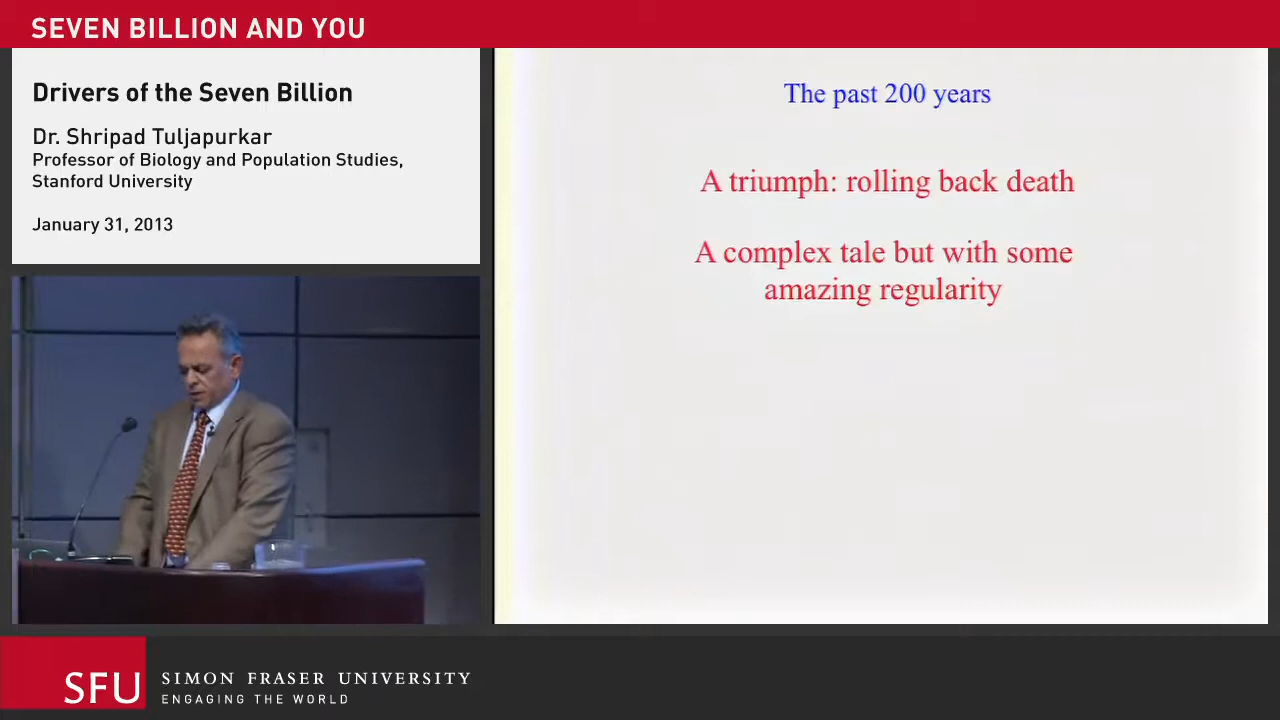 SEVEN BILLION AND YOU
Drivers of the Seven Billion
Dr. Shripad Tuljapurkar
Professor of Biology and Population Studies,
Stanford University
January 31, 2013
The past 200 years
A triumph: rolling back death
A complex tale but with some
amazing regularity
SFU
SIMON FRASER UNIVERSITY
ENGAGING THE WORLD